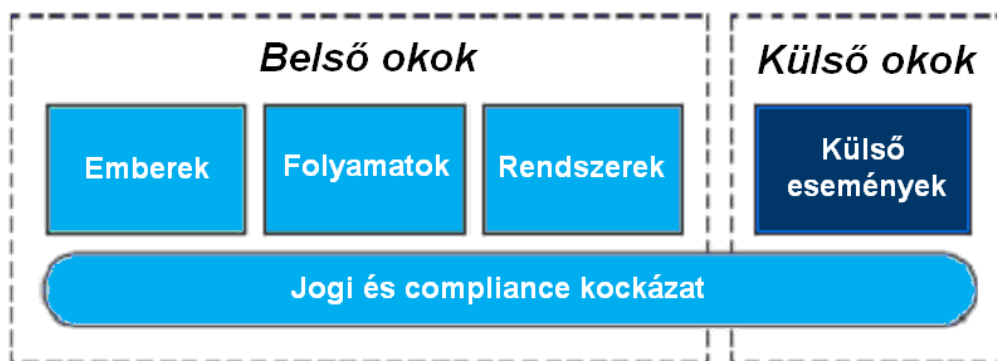 Belső okok
Külső okok
Emberek
Folyamatok
Rendszerek
Külső
események
Jogi és compliance kockázat